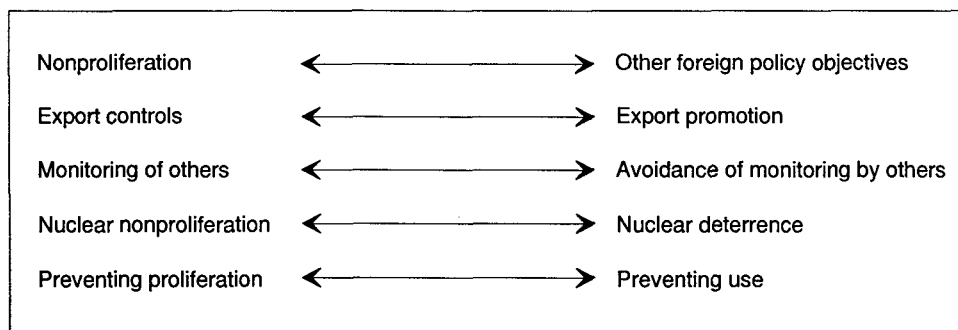 Nonproliferation Other foreign policy objectives
Export controls Export promotion
Monitoring of others Avoidance of monitoring by others
Nuclear nonproliferation Nuclear deterrence
Preventing proliferation Preventing use